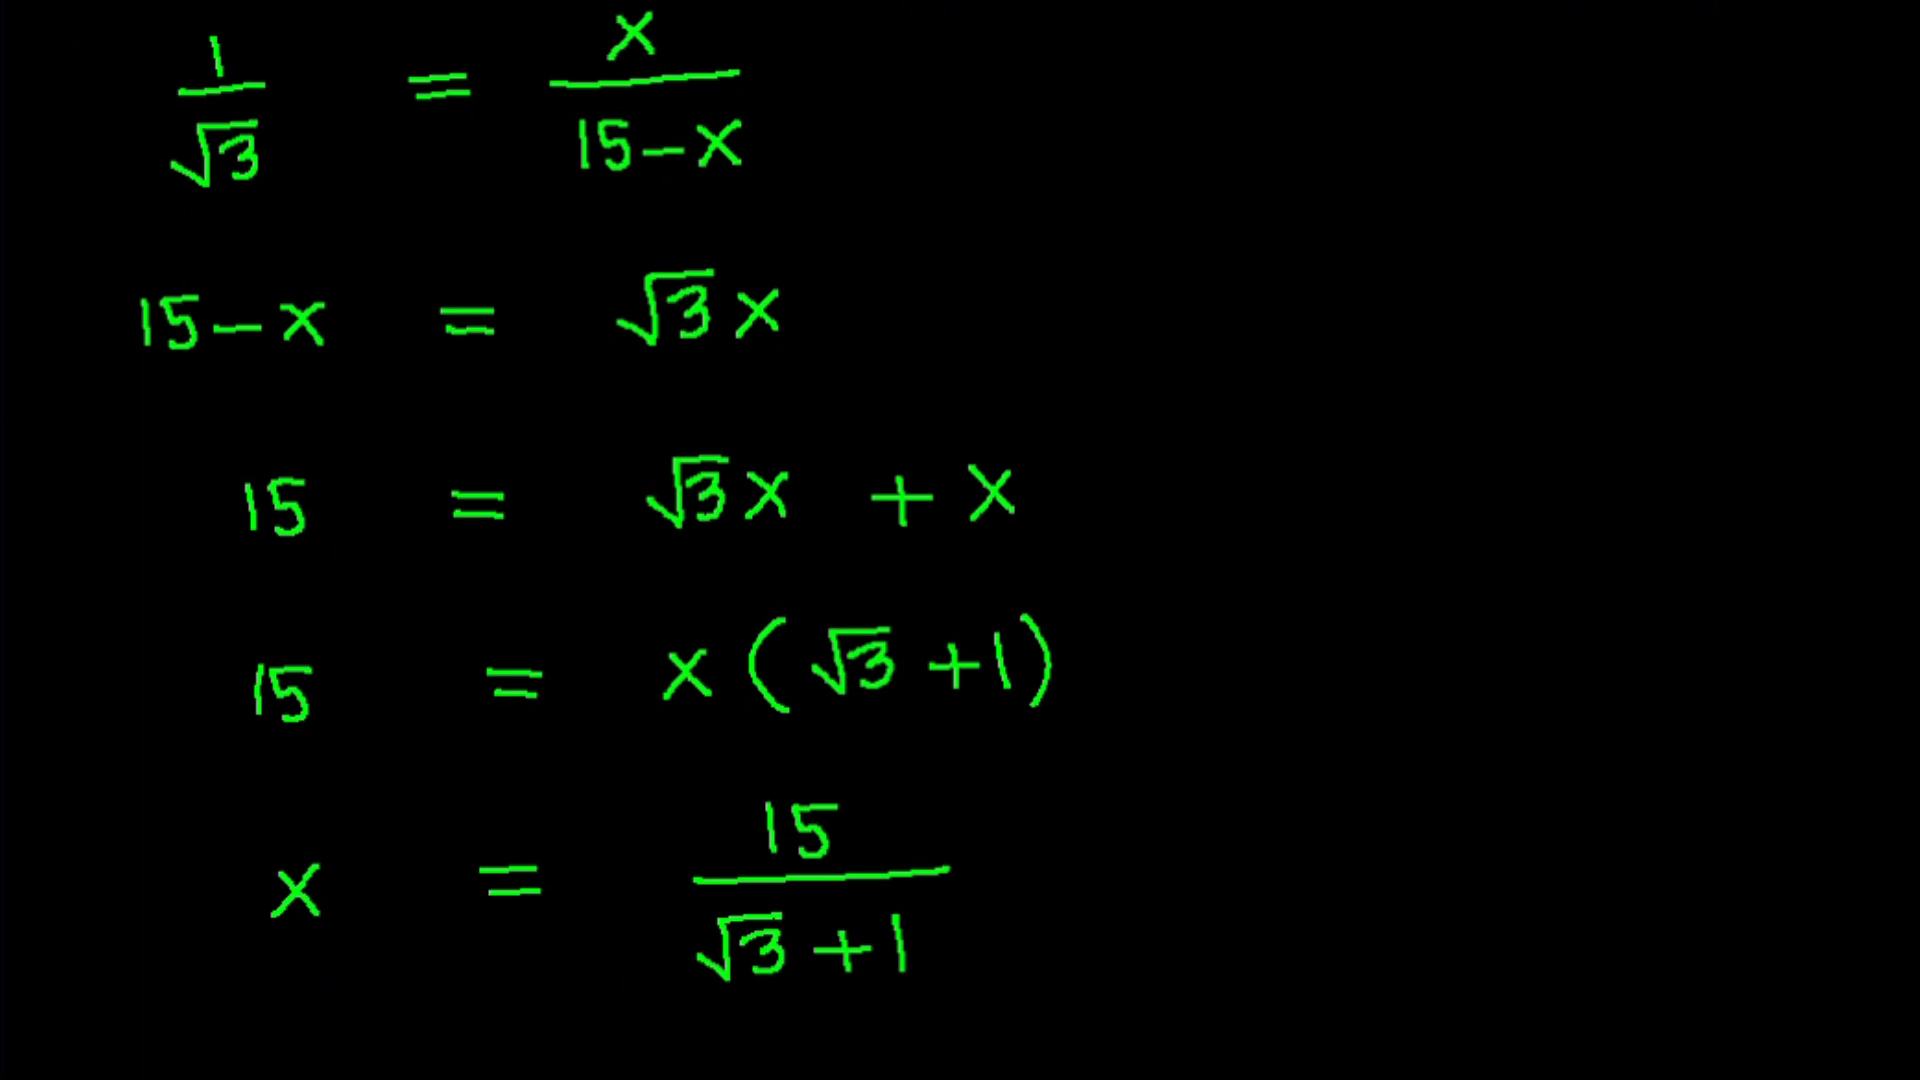 1/√3 = x/(15-x)
15-x = √3x
15 = √3x + x
15 = x(√3+1)
x = 15/(√3+1)